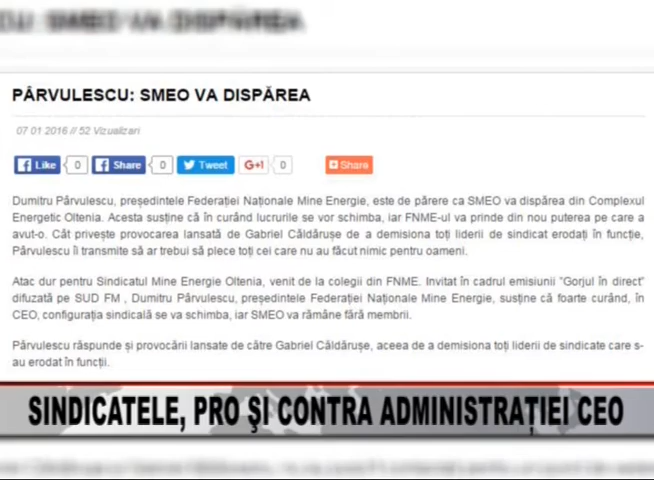 PÂRVULESCU: SMEO VA DISPĂREA
07 01 2016 // 52 Vizualizari
Like 0 Share 0 Tweet G+1 0 Share
Dumitru Pârvulescu, președintele Federației Naționale Mine Energie, este de părere ca SMEO va dispărea din Complexul
Energetic Oltenia. Acesta susține că în curând lucrurile se vor schimba, iar FNME-ul va prinde din nou puterea pe care a
avut-o. Cât privește provocarea lansată de Gabriel Căldărușe de a demisiona toți liderii de sindicat erodați în funcție,
Pârvulescu îi transmite să ar trebui să plece toți cei care nu au făcut nimic pentru oameni.
Atac dur pentru Sindicatul Mine Energie Oltenia, venit de la colegii din FNME. Invitat în cadrul emisiunii "Gorjul în direct"
difuzată pe SUD FM , Dumitru Pârvulescu, președintele Federației Naționale Mine Energie, susține că foarte curând, în
CEO, configurația sindicală se va schimba, iar SMEO va rămâne fără membrii.
Pârvulescu răspunde și provocării lansate de către Gabriel Căldărușe, aceea de a demisiona toți liderii de sindicate care s-
au erodat în funcții.
SINDICATELE, PRO ŞI CONTRA ADMINISTRAȚIEI CEO